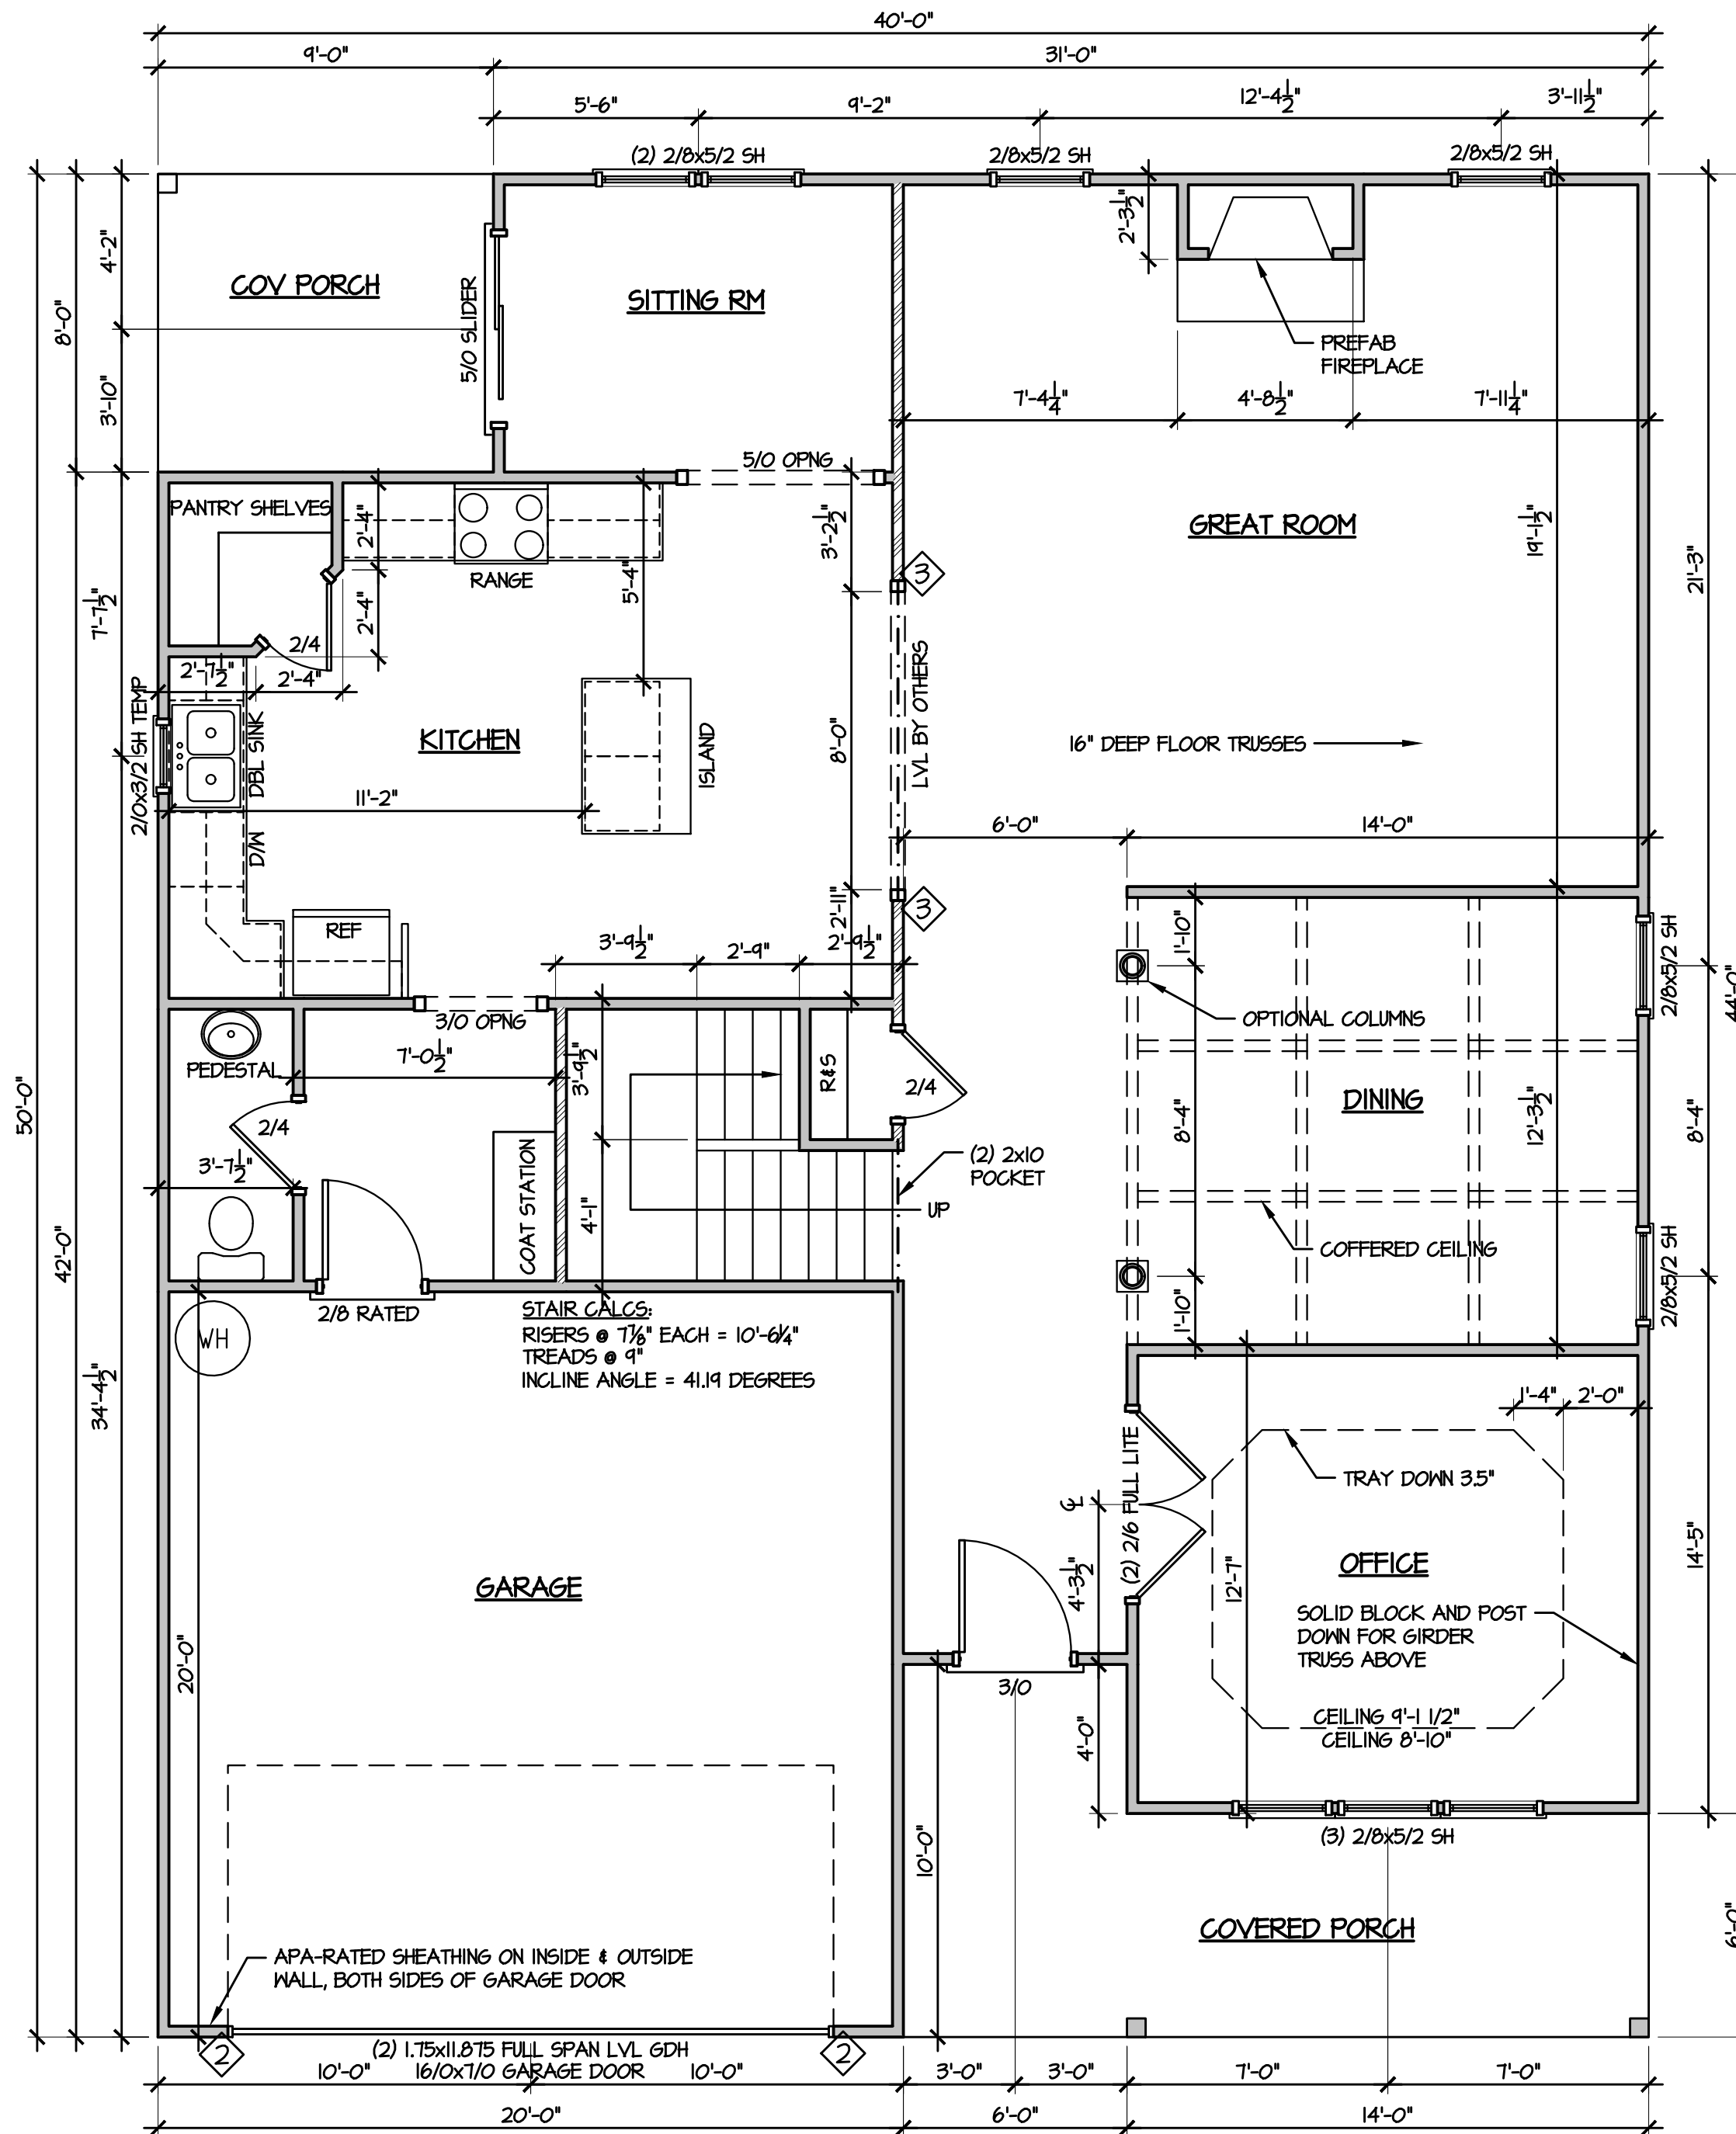 40'-0"
9'-0"
31'-0"
5'-6"
9'-2"
12'-4 1/2"
3'-11 1/2"
(2) 2/8x5/2 SH
2/8x5/2 SH
2/8x5/2 SH
4'-2"
8'-0"
3'-10"
COV PORCH
5/0 SLIDER
SITTING RM
2'-3 1/2"
PREFAB
FIREPLACE
7'-4 1/4"
4'-8 1/2"
7'-11 1/4"
5/0 OPNG
PANTRY SHELVES
2'-4"
RANGE
5'-4"
3'-2 1/2"
3
GREAT ROOM
19'-1 1/2"
21'-3"
7'-7 1/2"
2'-4"
2/4
2'-7 1/2"
2'-4"
2/0x3/2 SH TEMP
DBL SINK
KITCHEN
ISLAND
8'-0"
LVL BY OTHERS
16" DEEP FLOOR TRUSSES
11'-2"
D/W
6'-0"
14'-0"
REF
2'-11"
3
3'-9 1/2"
2'-9"
2'-9 1/2"
1'-10"
2/8x5/2 SH
44'-0"
3/0 OPNG
OPTIONAL COLUMNS
PEDESTAL
7'-0 1/2"
3'-9 1/2"
R&S
2/4
DINING
12'-3 1/2"
8'-4"
8'-4"
50'-0"
2/4
3'-7 1/2"
COAT STATION
4'-1"
(2) 2x10
POCKET
UP
COFFERED CEILING
42'-0"
2/8x5/2 SH
1'-10"
2/8 RATED
WH
STAIR CALCS:
RISERS @ 7 7/8" EACH = 10'-6 1/4"
TREADS @ 9"
INCLINE ANGLE = 41.19 DEGREES
34'-4 1/2"
1'-4"
2'-0"
(2) 2/6 FULL LITE
TRAY DOWN 3.5"
CL
4'-3 1/2"
12'-7"
OFFICE
14'-5"
GARAGE
SOLID BLOCK AND POST
DOWN FOR GIRDER
TRUSS ABOVE
20'-0"
3/0
CEILING 9'-1 1/2"
CEILING 8'-10"
4'-0"
(3) 2/8x5/2 SH
10'-0"
COVERED PORCH
6'-0"
APA-RATED SHEATHING ON INSIDE & OUTSIDE
WALL, BOTH SIDES OF GARAGE DOOR
2
(2) 1.75x11.875 FULL SPAN LVL GDH
2
10'-0"
16/0x7/0 GARAGE DOOR
10'-0"
3'-0"
3'-0"
7'-0"
7'-0"
20'-0"
6'-0"
14'-0"